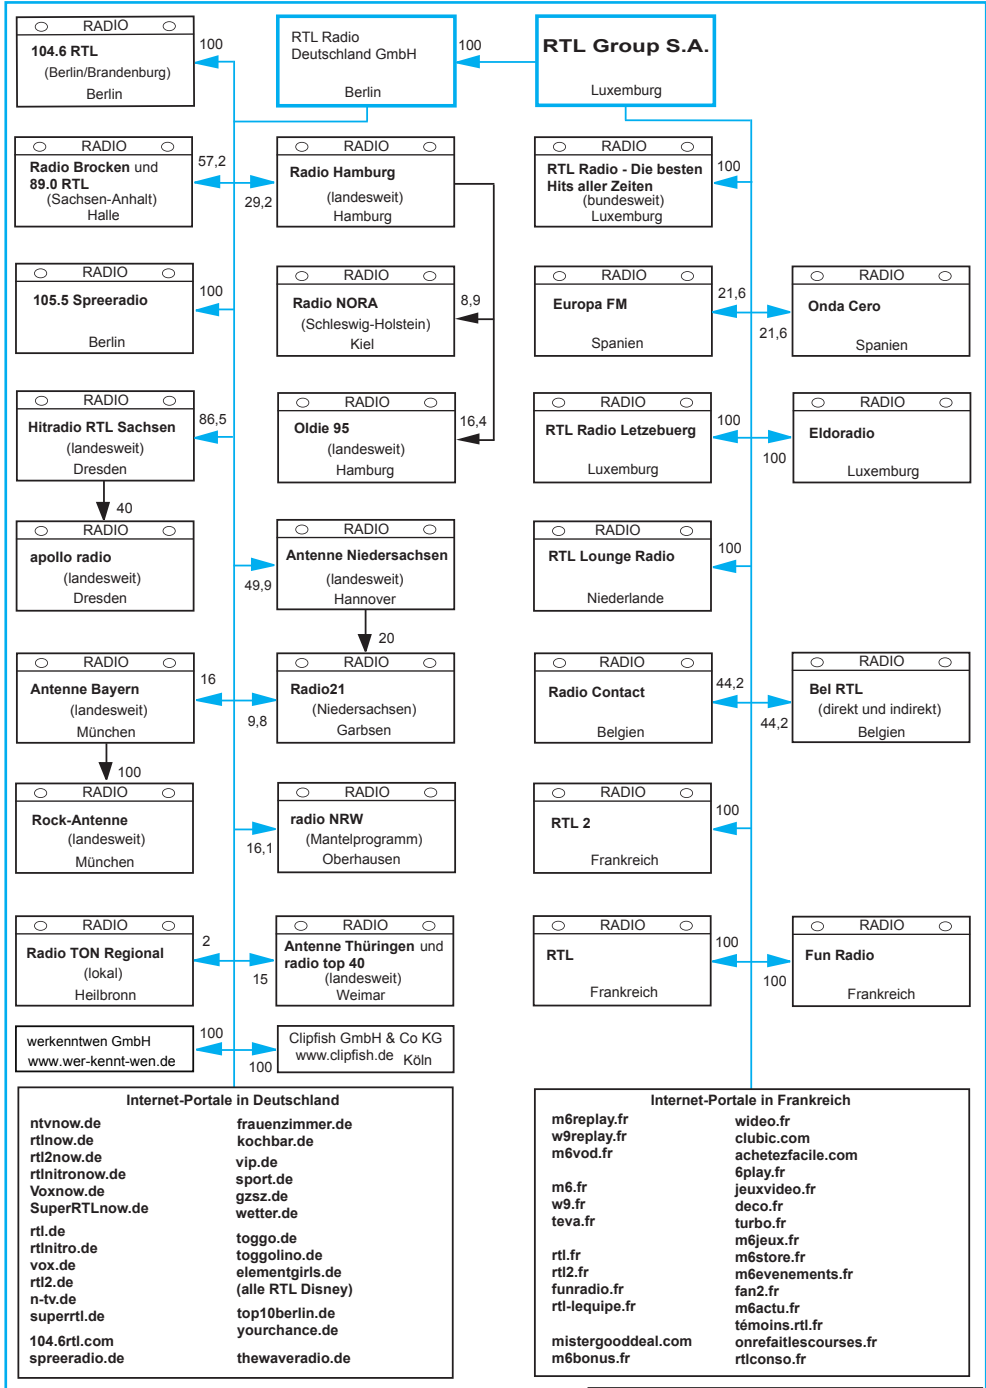 RADIO
104.6 RTL
(Berlin/Brandenburg)
Berlin
100
RTL Radio
Deutschland GmbH
Berlin
100
RTL Group S.A.
Luxemburg
RADIO
Radio Brocken und
89.0 RTL
(Sachsen-Anhalt)
Halle
57,2
29,2
RADIO
Radio Hamburg
(landesweit)
Hamburg
RADIO
RTL Radio - Die besten
Hits aller Zeiten
(bundesweit)
Luxemburg
100
RADIO
105.5 Spreeradio
Berlin
100
RADIO
Radio NORA
(Schleswig-Holstein)
Kiel
8,9
RADIO
Europa FM
Spanien
21,6
21,6
RADIO
Onda Cero
Spanien
RADIO
Hitradio RTL Sachsen
(landesweit)
Dresden
86,5
40
RADIO
Oldie 95
(landesweit)
Hamburg
16,4
RADIO
RTL Radio Letzebuerg
Luxemburg
100
100
RADIO
Eldoradio
Luxemburg
RADIO
apollo radio
(landesweit)
Dresden
49,9
RADIO
Antenne Niedersachsen
(landesweit)
Hannover
20
RADIO
RTL Lounge Radio
Niederlande
100
RADIO
Antenne Bayern
(landesweit)
München
16
9,8
100
RADIO
Radio21
(Niedersachsen)
Garbsen
RADIO
Radio Contact
Belgien
44,2
44,2
RADIO
Bel RTL
(direkt und indirekt)
Belgien
RADIO
Rock-Antenne
(landesweit)
München
16,1
RADIO
radio NRW
(Mantelprogramm)
Oberhausen
RADIO
RTL 2
Frankreich
100
RADIO
Radio TON Regional
(lokal)
Heilbronn
2
15
RADIO
Antenne Thüringen und
radio top 40
(landesweit)
Weimar
RADIO
RTL
Frankreich
100
100
RADIO
Fun Radio
Frankreich
werkenntwen GmbH
www.wer-kennt-wen.de
100
100
Clipfish GmbH & Co KG
www.clipfish.de Köln
Internet-Portale in Deutschland
ntvnow.de
rtlnow.de
rtl2now.de
rtlnitronow.de
Voxnow.de
SuperRTLnow.de
rtl.de
rtlnitro.de
vox.de
rtl2.de
n-tv.de
superrtl.de
104.6rtl.com
spreeradio.de
frauenzimmer.de
kochbar.de
vip.de
sport.de
gzsz.de
wetter.de
toggo.de
toggolino.de
elementgirls.de
(alle RTL Disney)
top10berlin.de
yourchance.de
thewaveradio.de
Internet-Portale in Frankreich
m6replay.fr
w9replay.fr
m6vod.fr
m6.fr
w9.fr
teva.fr
rtl.fr
rtl2.fr
funradio.fr
rtl-lequipe.fr
mistergooddeal.com
m6bonus.fr
wideo.fr
clubic.com
achetezfacile.com
6play.fr
jeuxvideo.fr
deco.fr
turbo.fr
m6jeux.fr
m6store.fr
m6evenements.fr
fan2.fr
m6actu.fr
témoins.rtl.fr
onrefaitlescourses.fr
rtlconso.fr